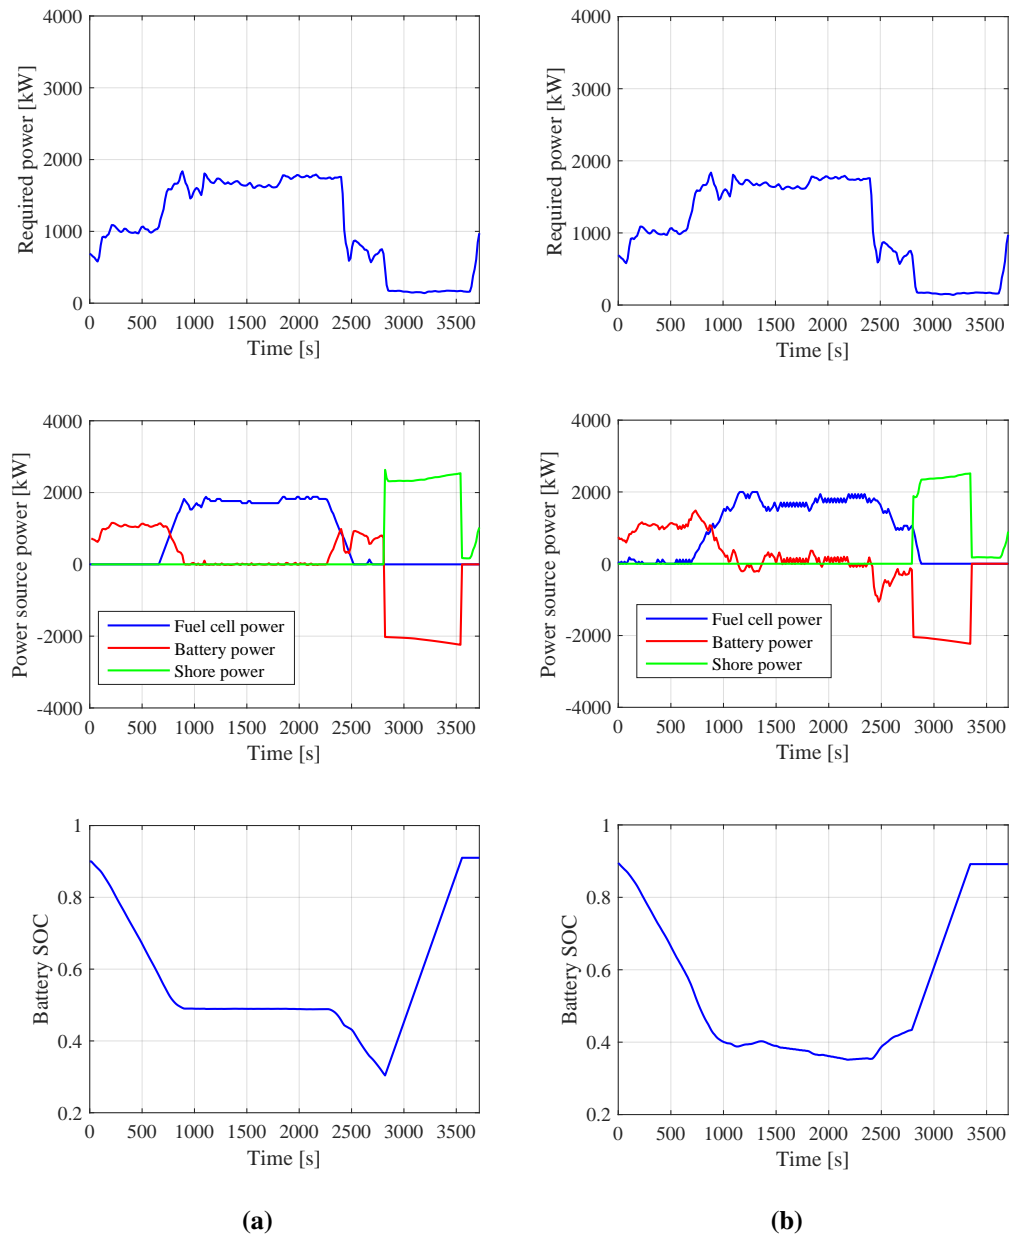 4000
3000
2000
1000
0
Required power [kW]
0 500 1000 1500 2000 2500 3000 3500
Time [s]
4000
3000
2000
1000
0
Required power [kW]
0 500 1000 1500 2000 2500 3000 3500
Time [s]
4000
2000
0
-2000
-4000
Power source power [kW]
Fuel cell power
Battery power
Shore power
0 500 1000 1500 2000 2500 3000 3500
Time [s]
4000
2000
0
-2000
-4000
Power source power [kW]
Fuel cell power
Battery power
Shore power
0 500 1000 1500 2000 2500 3000 3500
Time [s]
1
0.8
0.6
0.4
0.2
Battery SOC
0 500 1000 1500 2000 2500 3000 3500
Time [s]
1
0.8
0.6
0.4
0.2
Battery SOC
0 500 1000 1500 2000 2500 3000 3500
Time [s]
(a)
(b)